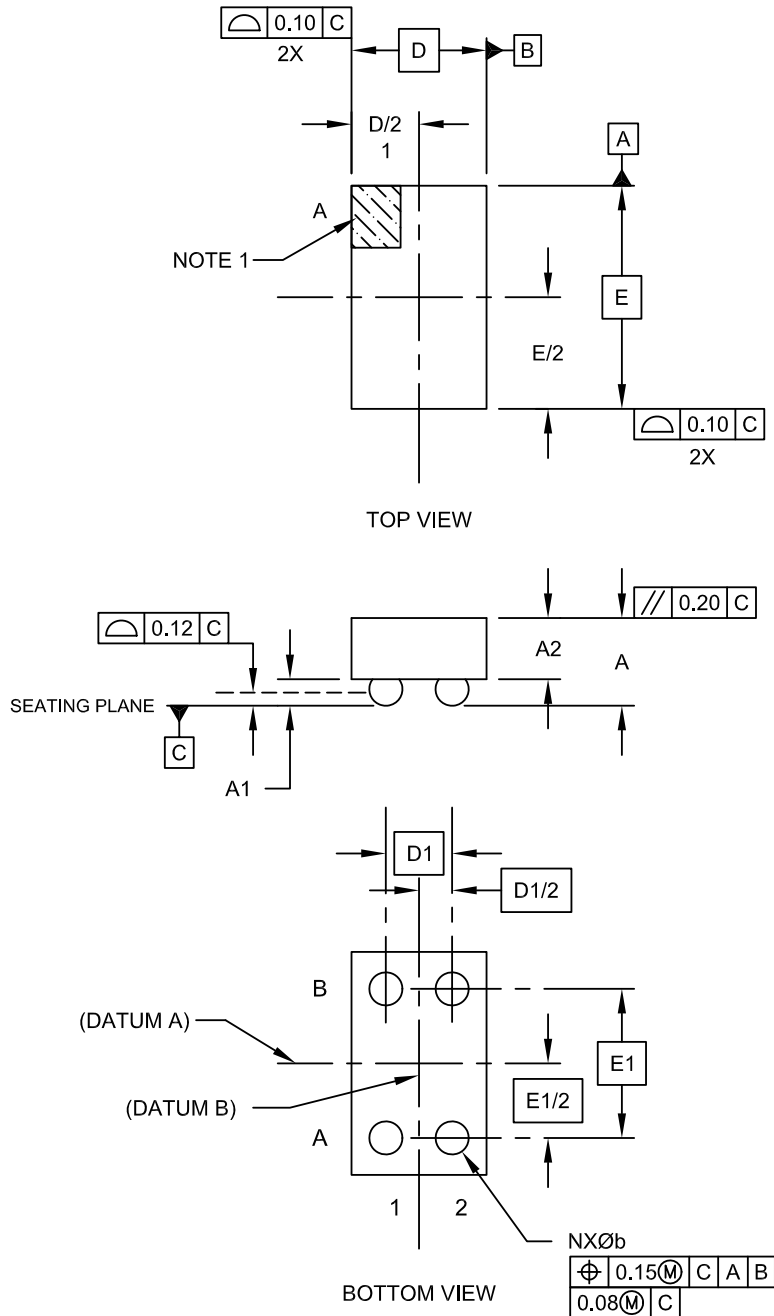 0.10 C
2X
D
B
D/2
1
A
A
NOTE 1
E
E/2
0.10 C
2X
TOP VIEW
// 0.20 C
0.12 C
A2
A
SEATING PLANE
C
A1
D1
D1/2
B
(DATUM A)
E1
(DATUM B)
E1/2
A
1 2
NXØb
⌖ 0.15Ⓜ C A B
0.08Ⓜ C
BOTTOM VIEW